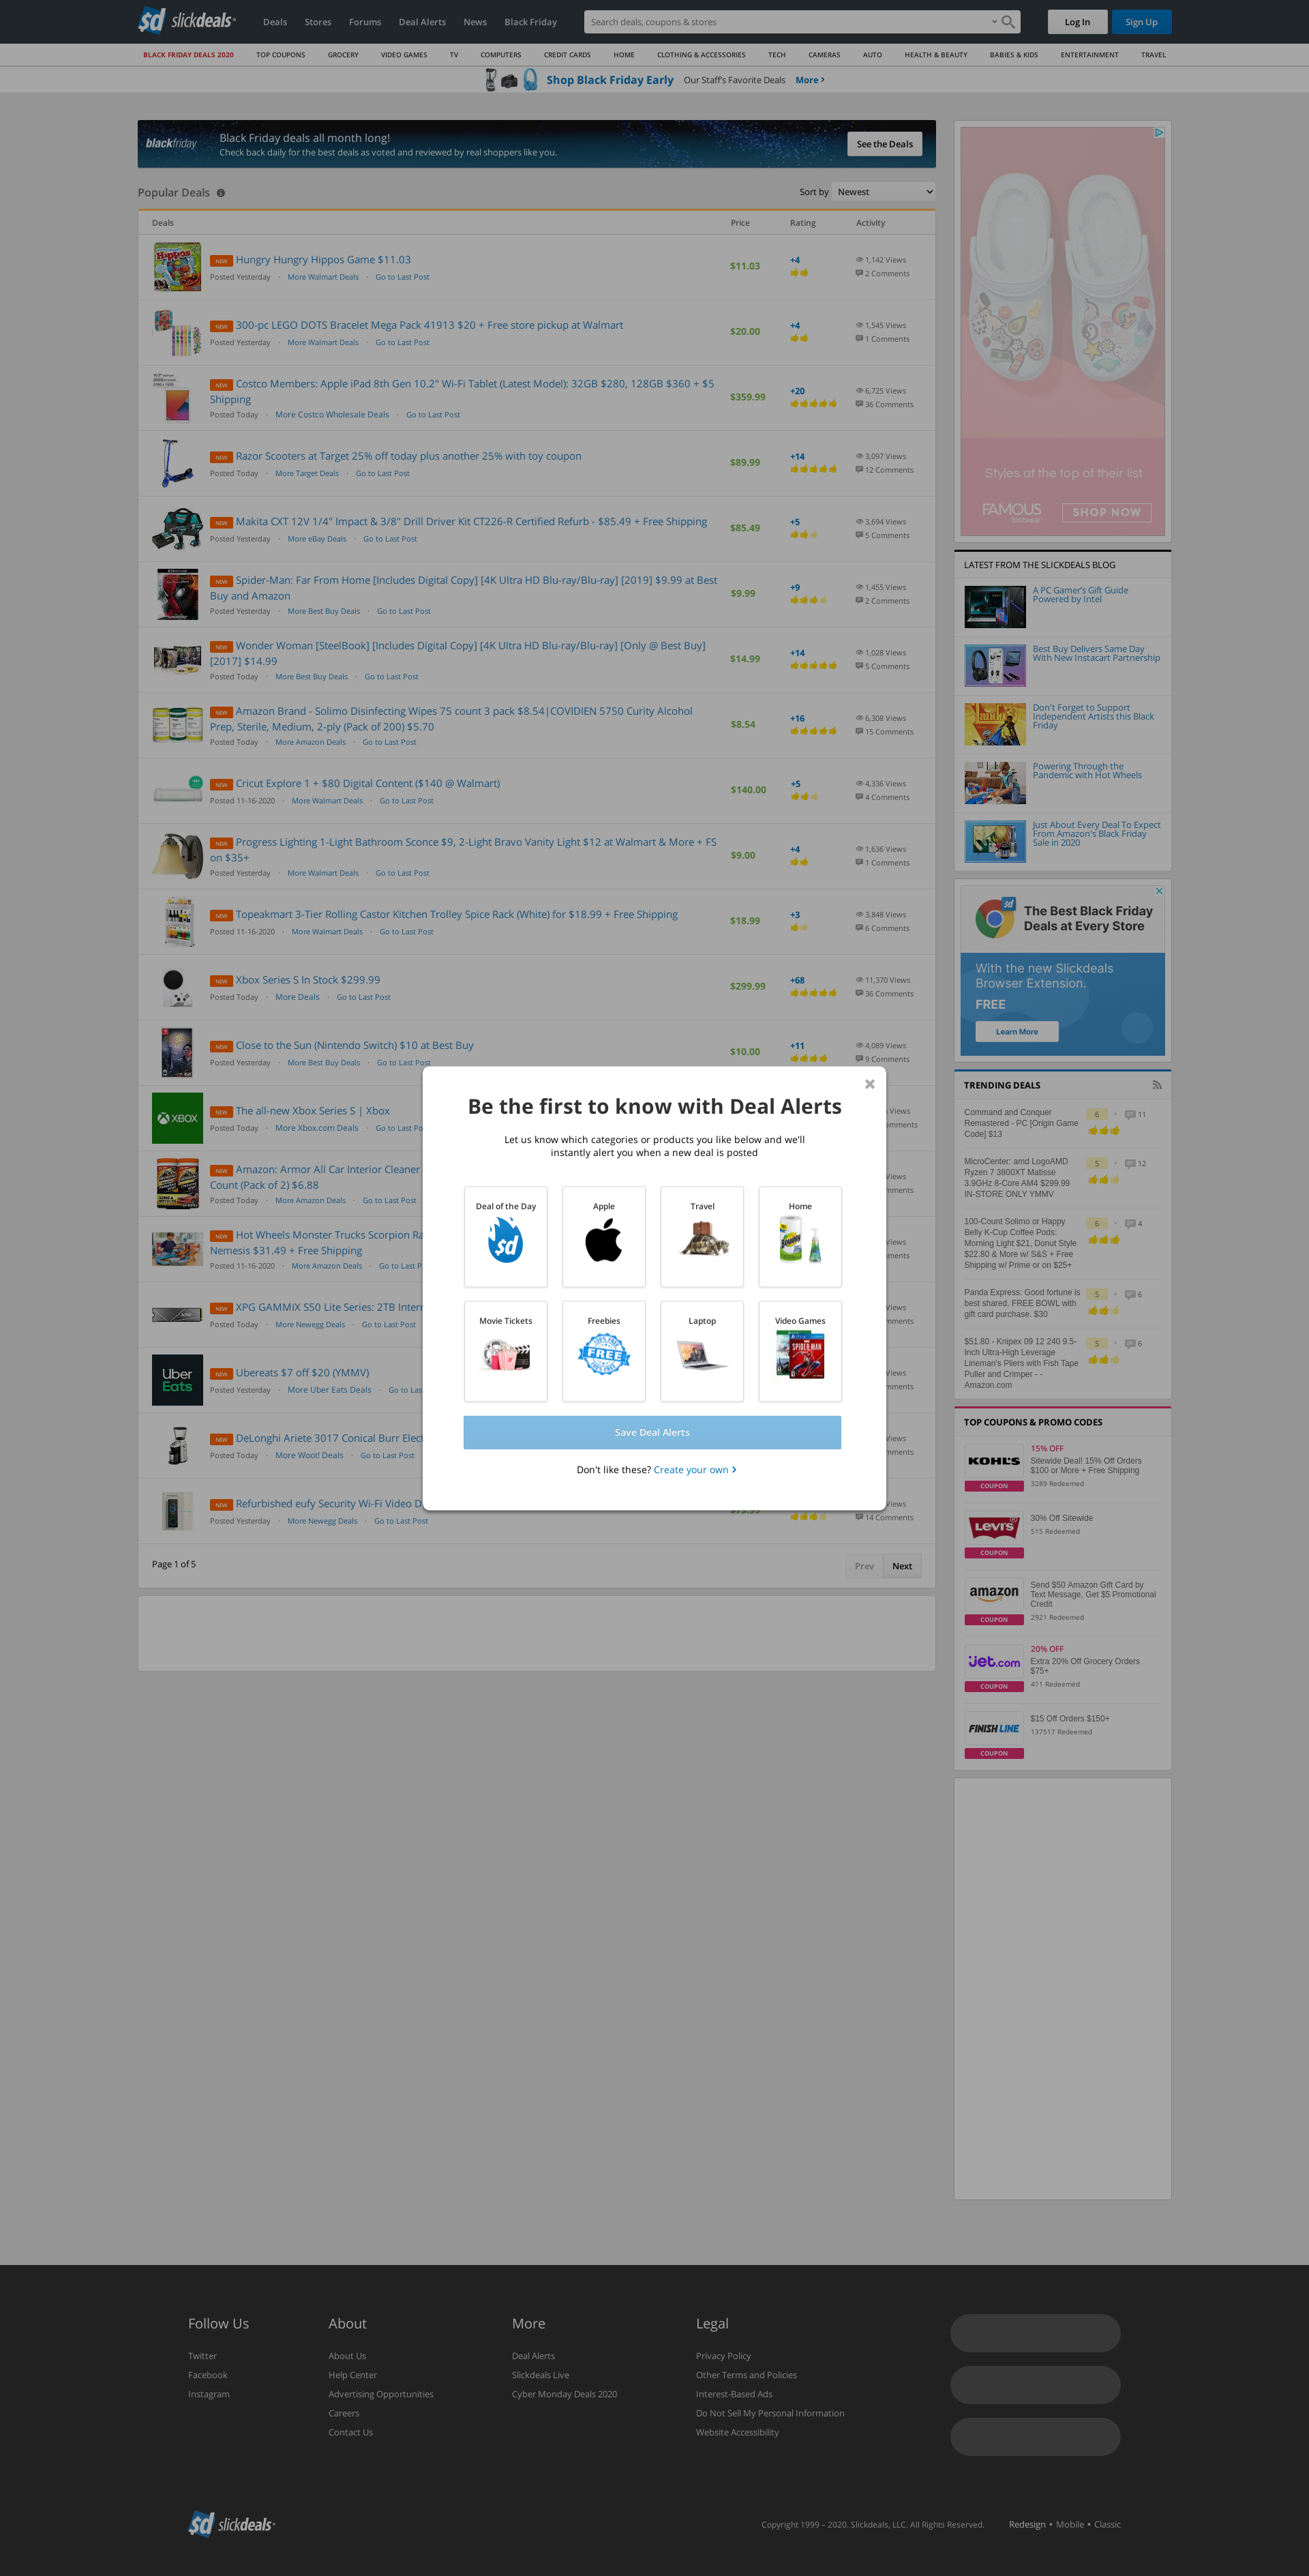 slickdeals
Deals Stores Forums Deal Alerts News Black Friday
Search deals, coupons & stores
Log In
Sign Up
BLACK FRIDAY DEALS 2020 TOP COUPONS GROCERY VIDEO GAMES TV COMPUTERS CREDIT CARDS HOME CLOTHING & ACCESSORIES TECH CAMERAS AUTO HEALTH & BEAUTY BABIES & KIDS ENTERTAINMENT TRAVEL
Shop Black Friday Early Our Staff's Favorite Deals More ›
blackfriday
Black Friday deals all month long!
Check back daily for the best deals as voted and reviewed by real shoppers like you.
See the Deals
Popular Deals
Sort by Newest
Deals Price Rating Activity
NEW Hungry Hungry Hippos Game $11.03
Posted Yesterday · More Walmart Deals · Go to Last Post
$11.03
+4
1,142 Views
2 Comments
NEW 300-pc LEGO DOTS Bracelet Mega Pack 41913 $20 + Free store pickup at Walmart
Posted Yesterday · More Walmart Deals · Go to Last Post
$20.00
+4
1,545 Views
1 Comments
NEW Costco Members: Apple iPad 8th Gen 10.2" Wi-Fi Tablet (Latest Model): 32GB $280, 128GB $360 + $5
Shipping
Posted Today · More Costco Wholesale Deals · Go to Last Post
$359.99
+20
6,725 Views
36 Comments
NEW Razor Scooters at Target 25% off today plus another 25% with toy coupon
Posted Today · More Target Deals · Go to Last Post
$89.99
+14
3,097 Views
12 Comments
NEW Makita CXT 12V 1/4" Impact & 3/8" Drill Driver Kit CT226-R Certified Refurb - $85.49 + Free Shipping
Posted Yesterday · More eBay Deals · Go to Last Post
$85.49
+5
3,694 Views
5 Comments
NEW Spider-Man: Far From Home [Includes Digital Copy] [4K Ultra HD Blu-ray/Blu-ray] [2019] $9.99 at Best
Buy and Amazon
Posted Yesterday · More Best Buy Deals · Go to Last Post
$9.99
+9
1,455 Views
2 Comments
NEW Wonder Woman [SteelBook] [Includes Digital Copy] [4K Ultra HD Blu-ray/Blu-ray] [Only @ Best Buy]
[2017] $14.99
Posted Today · More Best Buy Deals · Go to Last Post
$14.99
+14
1,028 Views
5 Comments
NEW Amazon Brand - Solimo Disinfecting Wipes 75 count 3 pack $8.54|COVIDIEN 5750 Curity Alcohol
Prep, Sterile, Medium, 2-ply (Pack of 200) $5.70
Posted Today · More Amazon Deals · Go to Last Post
$8.54
+16
6,308 Views
15 Comments
NEW Cricut Explore 1 + $80 Digital Content ($140 @ Walmart)
Posted 11-16-2020 · More Walmart Deals · Go to Last Post
$140.00
+5
4,336 Views
4 Comments
NEW Progress Lighting 1-Light Bathroom Sconce $9, 2-Light Bravo Vanity Light $12 at Walmart & More + FS
on $35+
Posted Yesterday · More Walmart Deals · Go to Last Post
$9.00
+4
1,636 Views
1 Comments
NEW Topeakmart 3-Tier Rolling Castor Kitchen Trolley Spice Rack (White) for $18.99 + Free Shipping
Posted 11-16-2020 · More Walmart Deals · Go to Last Post
$18.99
+3
3,848 Views
6 Comments
NEW Xbox Series S In Stock $299.99
Posted Today · More Deals · Go to Last Post
$299.99
+68
11,370 Views
36 Comments
NEW Close to the Sun (Nintendo Switch) $10 at Best Buy
Posted Yesterday · More Best Buy Deals · Go to Last Post
$10.00
+11
4,089 Views
9 Comments
XBOX
NEW The all-new Xbox Series S | Xbox
Posted Today · More Xbox.com Deals · Go to Last
Views
NEW Amazon: Armor All Car Interior Cleaner
Count (Pack of 2) $6.88
Posted Yesterday · More Amazon Deals · Go to Last Post
Views
NEW Hot Wheels Monster Trucks Scorpion
Nemesis $31.49 + Free Shipping
Posted 11-16-2020 · More Amazon Deals · Go to Last
Views
NEW XPG GAMMIX S50 Lite Series: 2TB
Posted Today · More Newegg Deals · Go to Last Post
Views
Uber
Eats
NEW Ubereats $7 off $20 (YMMV)
Posted Yesterday · More Uber Eats Deals · Go to
Views
NEW DeLonghi Ariete 3017 Conical Burr
Posted Today · More Woot! Deals · Go to Last Post
Views
NEW Refurbished eufy Security Wi-Fi Video
Posted Yesterday · More Newegg Deals · Go to Last Post
Views
14 Comments
Page 1 of 5
Prev Next
Be the first to know with Deal Alerts
Let us know which categories or products you like below and we'll
instantly alert you when a new deal is posted
Deal of the Day Apple Travel Home
Movie Tickets Freebies Laptop Video Games
FREE
Save Deal Alerts
Don't like these? Create your own ›
Styles at the top of their list
FAMOUS
footwear
SHOP NOW
LATEST FROM THE SLICKDEALS BLOG
A PC Gamer's Gift Guide
Powered by Intel
Best Buy Delivers Same Day
With New Instacart Partnership
Don't Forget to Support
Independent Artists this Black
Friday
Powering Through the
Pandemic with Hot Wheels
Just About Every Deal To Expect
From Amazon's Black Friday
Sale in 2020
The Best Black Friday
Deals at Every Store
With the new Slickdeals
Browser Extension.
FREE
Learn More
TRENDING DEALS
Command and Conquer
Remastered - PC [Origin Game
Code] $13
6 · 11
MicroCenter: amd LogoAMD
Ryzen 7 3800XT Matisse
3.9GHz 8-Core AM4 $299.99
IN-STORE ONLY YMMV
5 · 12
100-Count Solimo or Happy
Belly K-Cup Coffee Pods:
Morning Light $21, Donut Style
$22.80 & More w/ S&S + Free
Shipping w/ Prime or on $25+
6 · 4
Panda Express: Good fortune is
best shared. FREE BOWL with
gift card purchase. $30
5 · 6
$51.80 - Knipex 09 12 240 9.5-
Inch Ultra-High Leverage
Lineman's Pliers with Fish Tape
Puller and Crimper - -
Amazon.com
5 · 6
TOP COUPONS & PROMO CODES
KOHL'S
COUPON
15% OFF
Sitewide Deal! 15% Off Orders
$100 or More + Free Shipping
3289 Redeemed
LEVI'S
COUPON
30% Off Sitewide
515 Redeemed
amazon
COUPON
Send $50 Amazon Gift Card by
Text Message, Get $5 Promotional
Credit
2921 Redeemed
jet.com
COUPON
20% OFF
Extra 20% Off Grocery Orders
$75+
411 Redeemed
FINISH LINE
COUPON
$15 Off Orders $150+
137517 Redeemed
Follow Us
Twitter
Facebook
Instagram
About
About Us
Help Center
Advertising Opportunities
Careers
Contact Us
More
Deal Alerts
Slickdeals Live
Cyber Monday Deals 2020
Legal
Privacy Policy
Other Terms and Policies
Interest-Based Ads
Do Not Sell My Personal Information
Website Accessibility
slickdeals
Copyright 1999 – 2020. Slickdeals, LLC. All Rights Reserved.
Redesign • Mobile • Classic